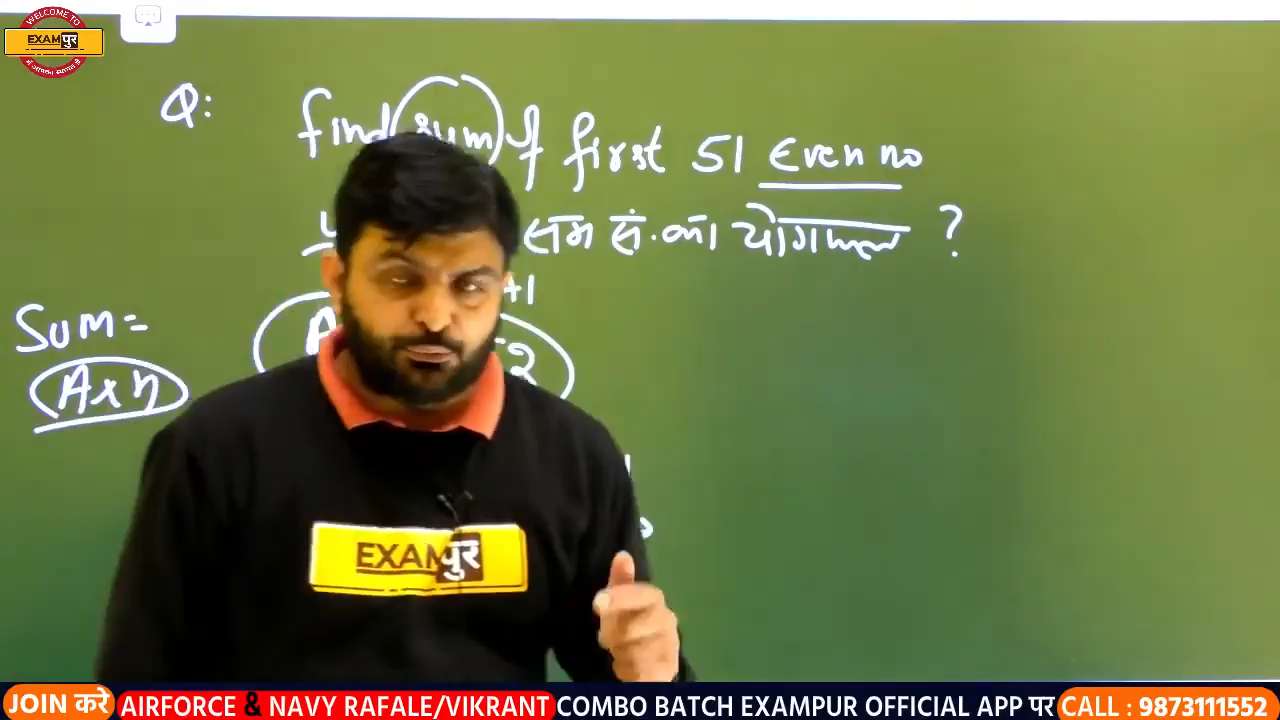 WELCOME TO
EXAMपुर
Q: find sum of first 51 Even no
सम सं. का योगफल ?
+1
Sum=
A
A×n
EXAMपुर
JOIN करे AIRFORCE & NAVY RAFALE/VIKRANT COMBO BATCH EXAMPUR OFFICIAL APP पर CALL : 9873111552